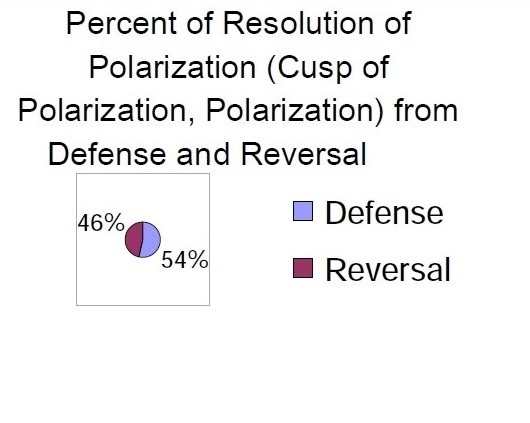 Percent of Resolution of
Polarization (Cusp of
Polarization, Polarization) from
Defense and Reversal
46%
54%
Defense
Reversal